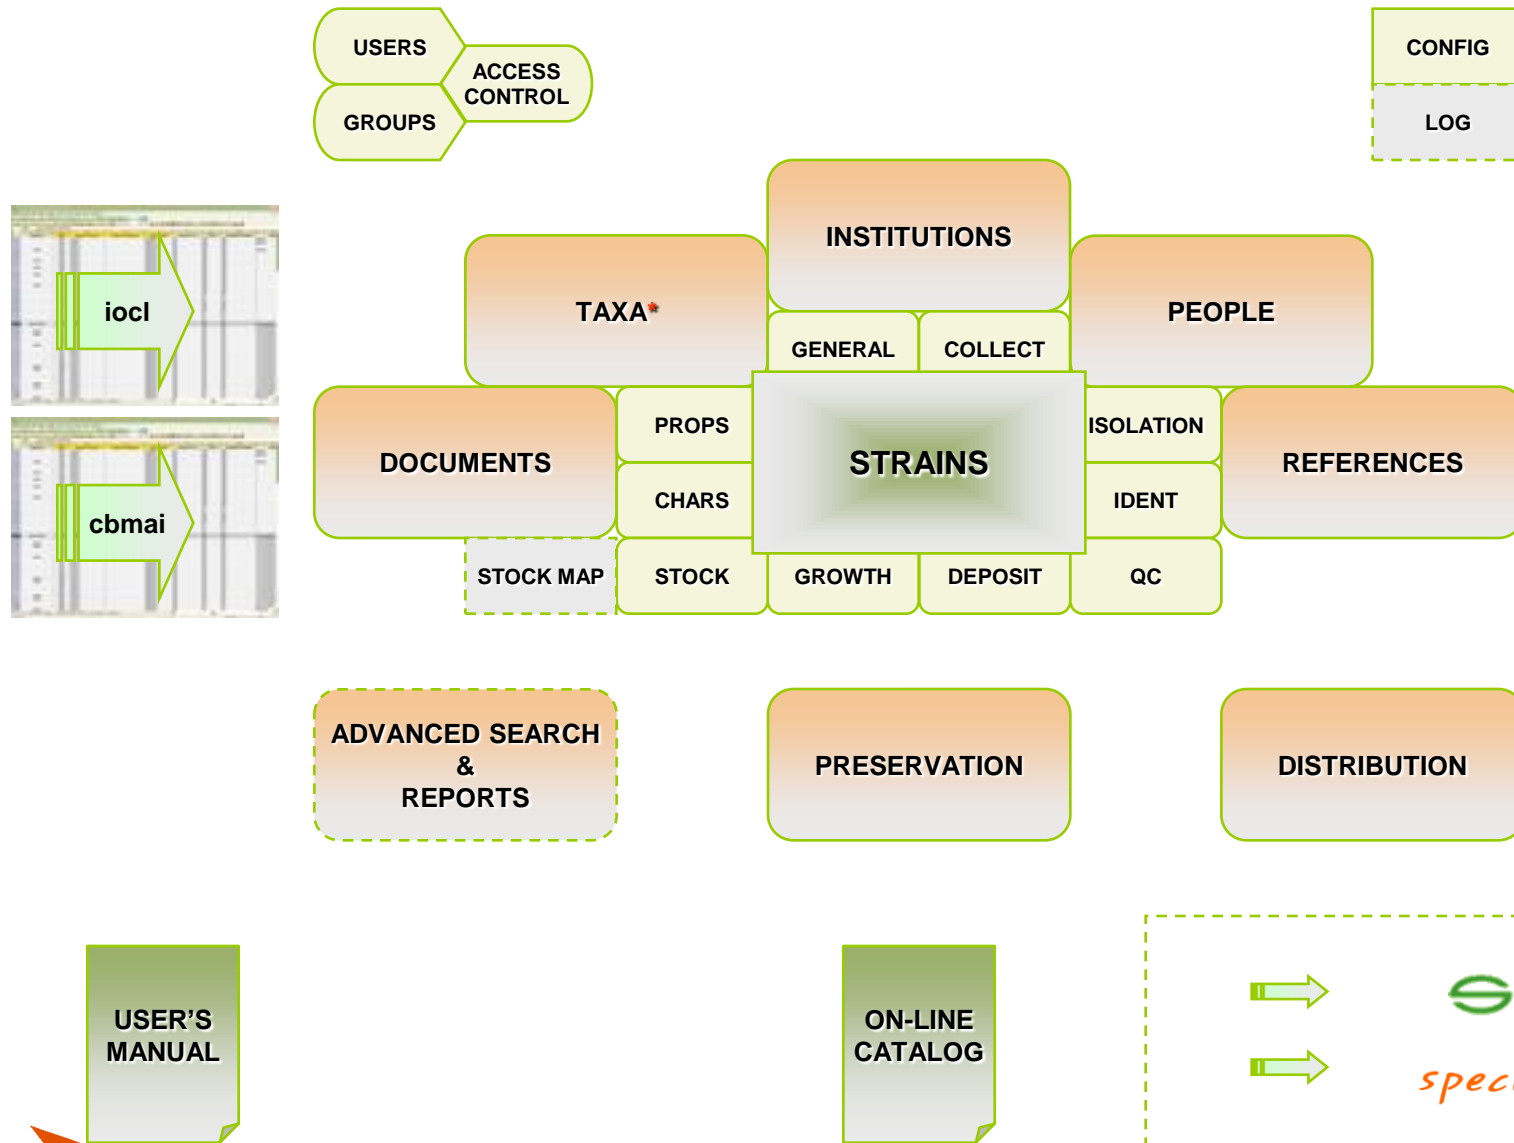 USERS
ACCESS
CONTROL
GROUPS
CONFIG
LOG
INSTITUTIONS
TAXA*
PEOPLE
iocl
GENERAL
COLLECT
PROPS
ISOLATION
DOCUMENTS
STRAINS
REFERENCES
CHARS
IDENT
cbmai
STOCK MAP
STOCK
GROWTH
DEPOSIT
QC
ADVANCED SEARCH
&
REPORTS
PRESERVATION
DISTRIBUTION
USER’S
MANUAL
ON-LINE
CATALOG